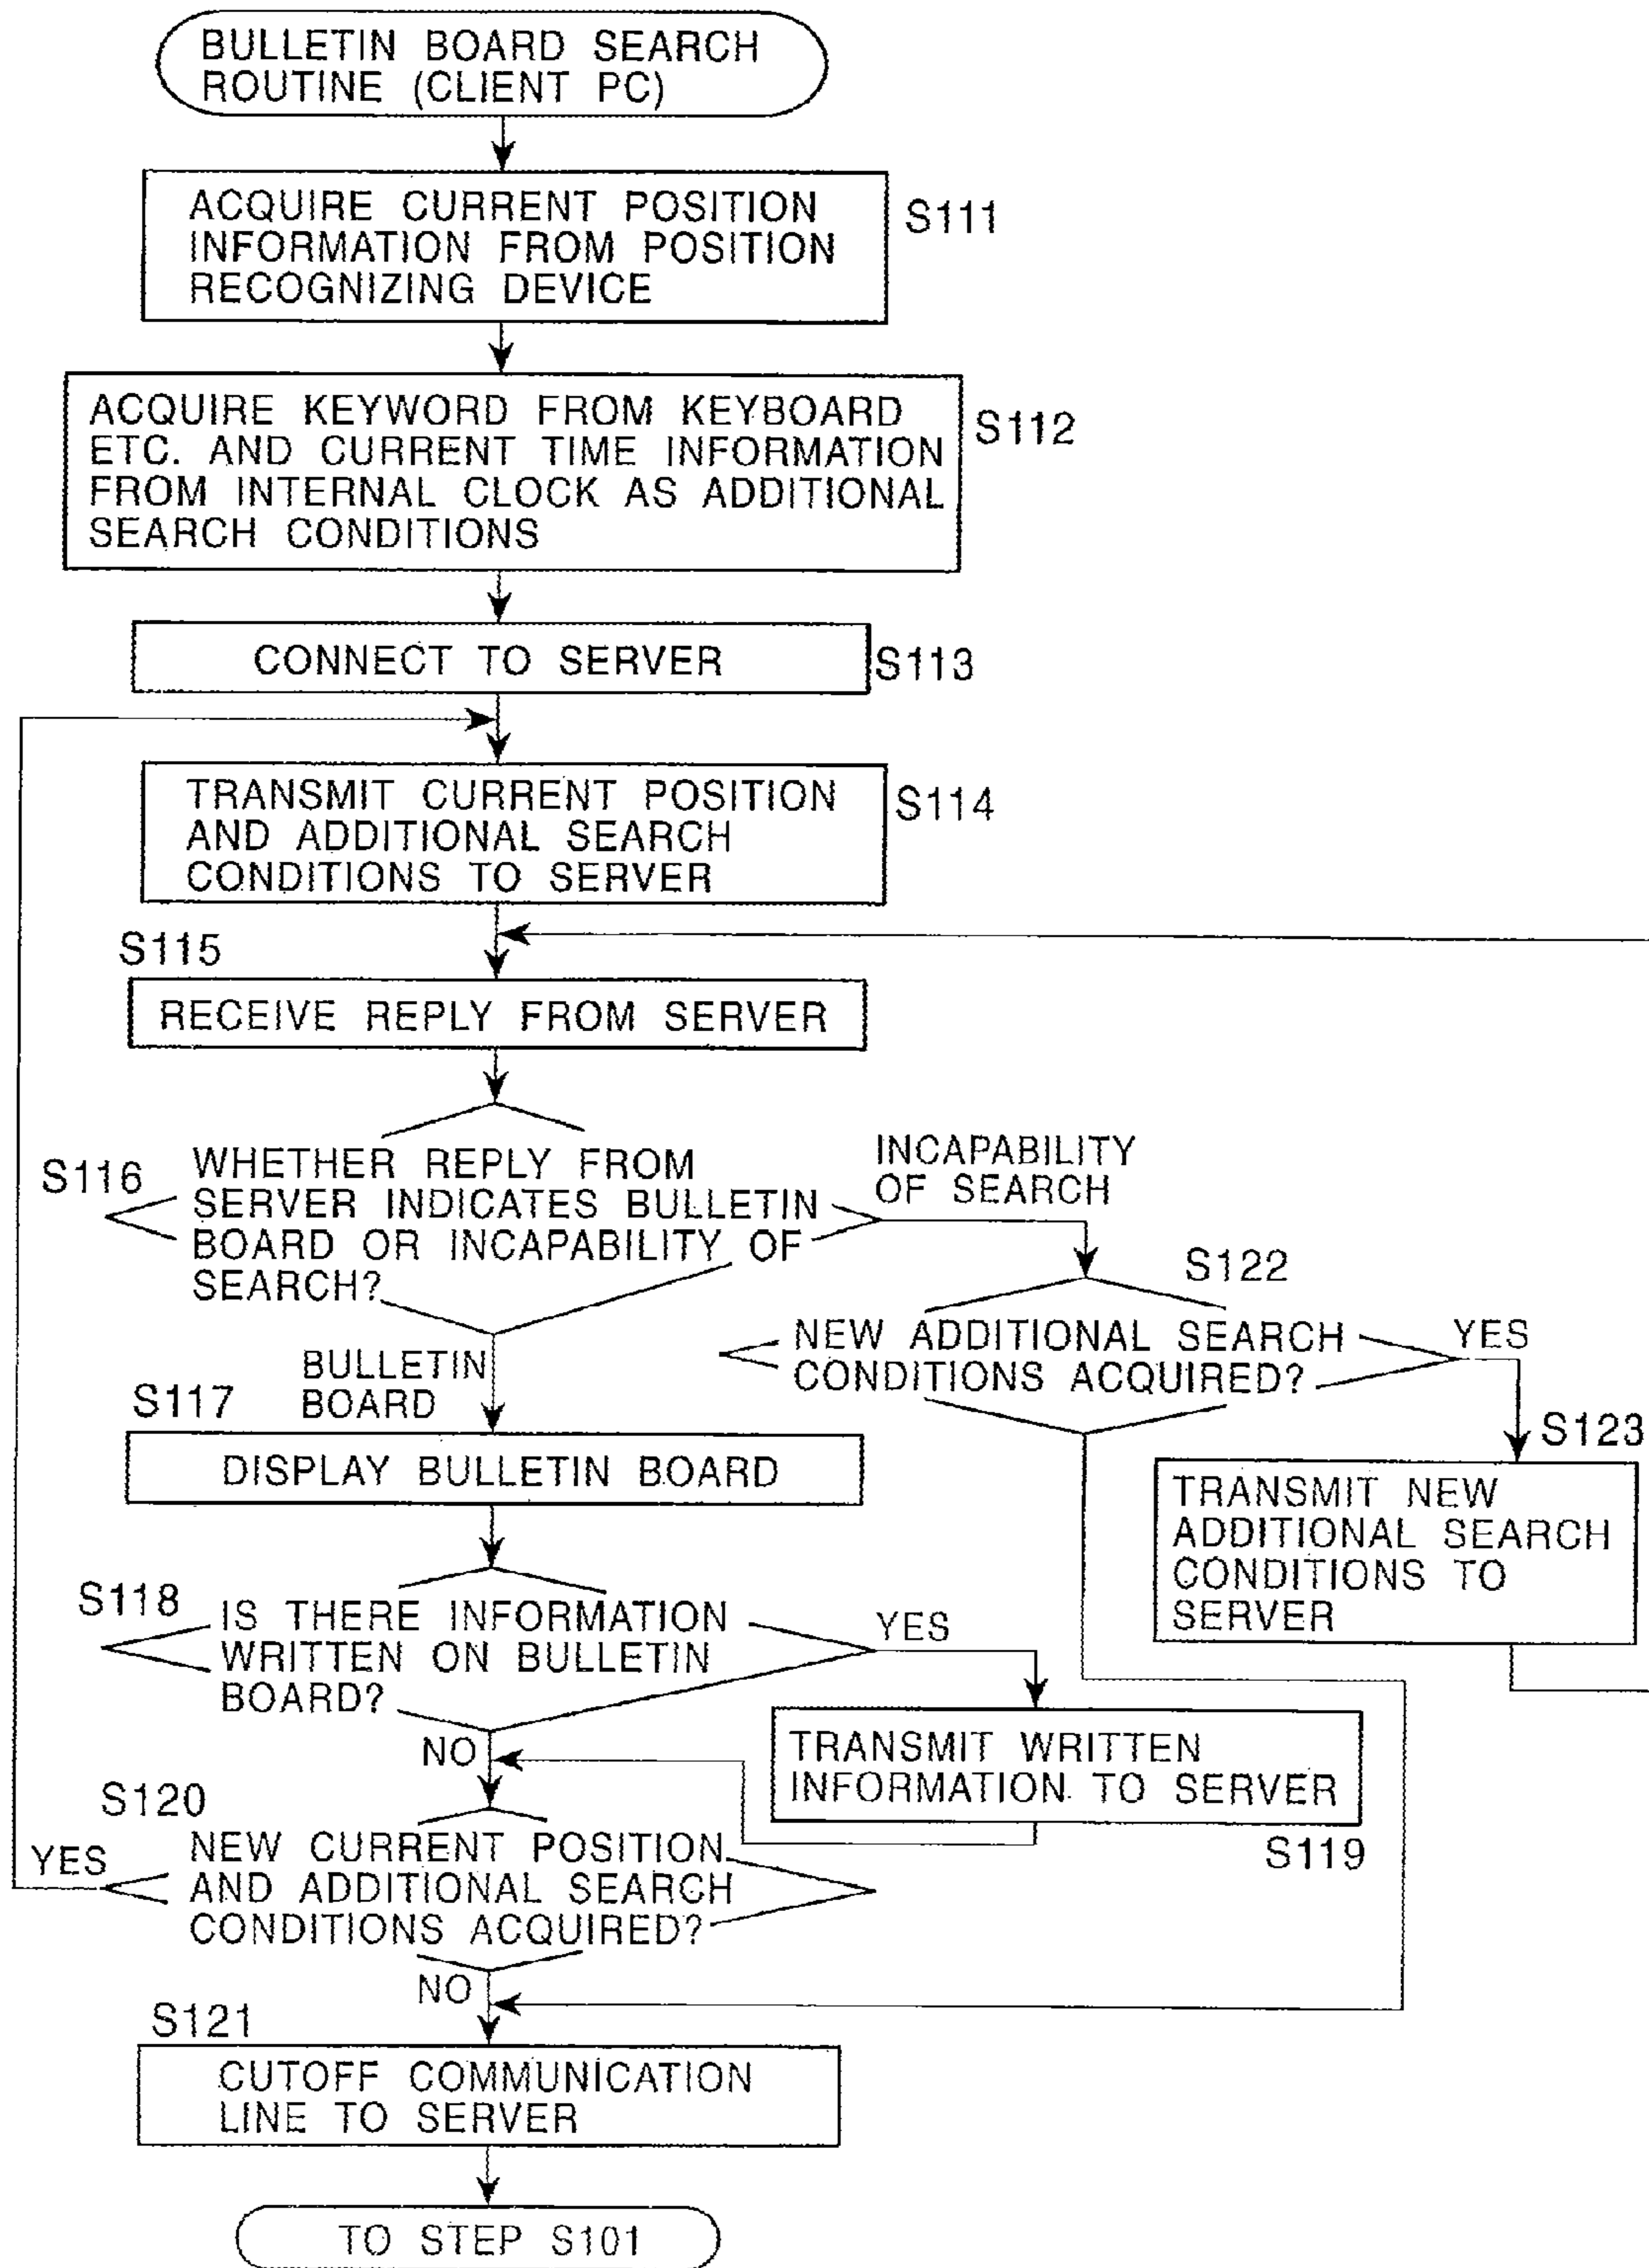 BULLETIN BOARD SEARCH
ROUTINE (CLIENT PC)
ACQUIRE CURRENT POSITION
INFORMATION FROM POSITION
RECOGNIZING DEVICE
S111
ACQUIRE KEYWORD FROM KEYBOARD
ETC. AND CURRENT TIME INFORMATION
FROM INTERNAL CLOCK AS ADDITIONAL
SEARCH CONDITIONS
S112
CONNECT TO SERVER
S113
TRANSMIT CURRENT POSITION
AND ADDITIONAL SEARCH
CONDITIONS TO SERVER
S114
S115
RECEIVE REPLY FROM SERVER
S116
WHETHER REPLY FROM
SERVER INDICATES BULLETIN
BOARD OR INCAPABILITY OF
SEARCH?
INCAPABILITY
OF SEARCH
S122
NEW ADDITIONAL SEARCH
CONDITIONS ACQUIRED?
YES
BULLETIN
BOARD
S117
DISPLAY BULLETIN BOARD
S123
TRANSMIT NEW
ADDITIONAL SEARCH
CONDITIONS TO
SERVER
S118
IS THERE INFORMATION
WRITTEN ON BULLETIN
BOARD?
YES
NO
TRANSMIT WRITTEN
INFORMATION TO SERVER
S119
S120
YES
NEW CURRENT POSITION
AND ADDITIONAL SEARCH
CONDITIONS ACQUIRED?
NO
S121
CUTOFF COMMUNICATION
LINE TO SERVER
TO STEP S101